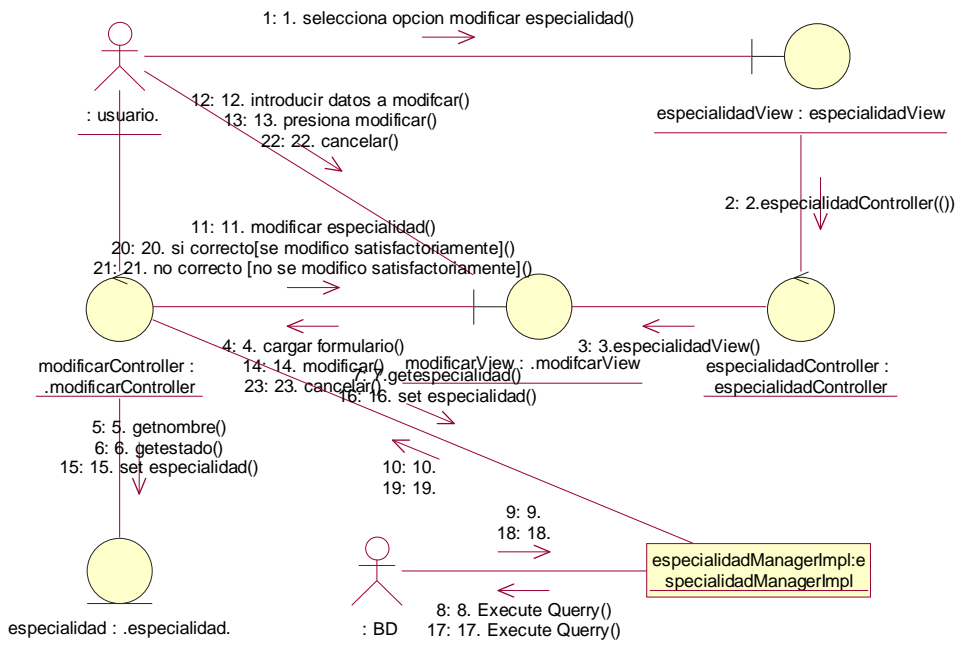 1: 1. selecciona opcion modificar especialidad()
: usuario.
especialidadView : especialidadView
12: 12. introducir datos a modifcar()
13: 13. presiona modificar()
22: 22. cancelar()
2: 2.especialidadController(())
11: 11. modificar especialidad()
20: 20. si correcto[se modifico satisfactoriamente]()
21: 21. no correcto [no se modifico satisfactoriamente]()
modificarController :
.modificarController
4: 4. cargar formulario()
14: 14. modificar()
23: 23. cancelar()
modificarView : .modifcarView
3: 3.especialidadView()
especialidadController :
especialidadController
7: 7.getespecialidad()
16: 16. set especialidad()
5: 5. getnombre()
6: 6. getestado()
15: 15. set especialidad()
10: 10.
19: 19.
9: 9.
18: 18.
especialidadManagerImpl:e
specialidadManagerImpl
8: 8. Execute Querry()
17: 17. Execute Querry()
: BD
especialidad : .especialidad.